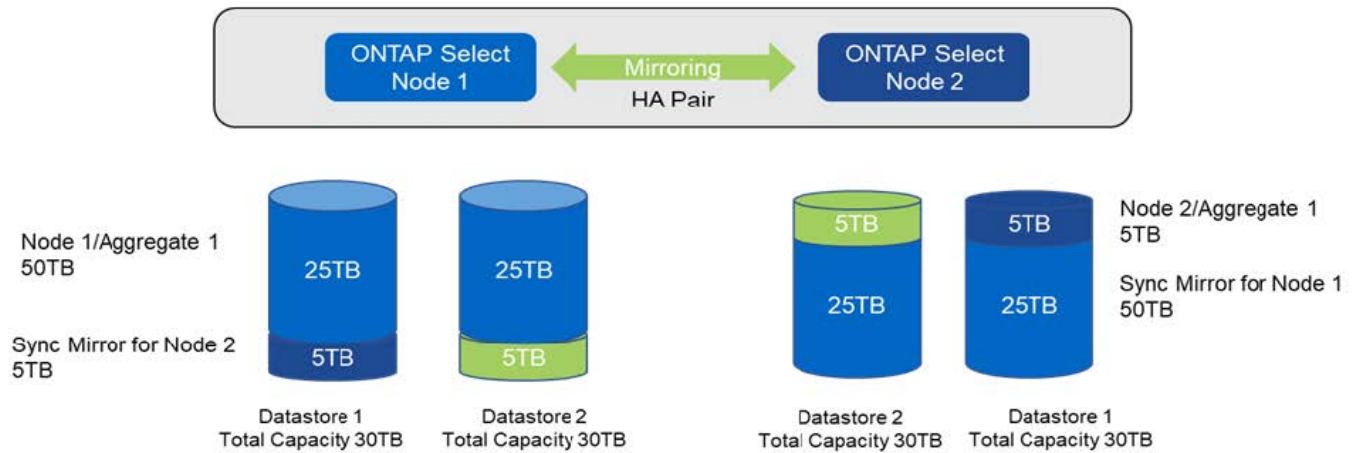 ONTAP Select
Node 1
Mirroring
HA Pair
ONTAP Select
Node 2
Node 1/Aggregate 1
50TB
Sync Mirror for Node 2
5TB
25TB
5TB
25TB
5TB
5TB
25TB
5TB
25TB
Node 2/Aggregate 1
5TB
Sync Mirror for Node 1
50TB
Datastore 1
Total Capacity 30TB
Datastore 2
Total Capacity 30TB
Datastore 2
Total Capacity 30TB
Datastore 1
Total Capacity 30TB